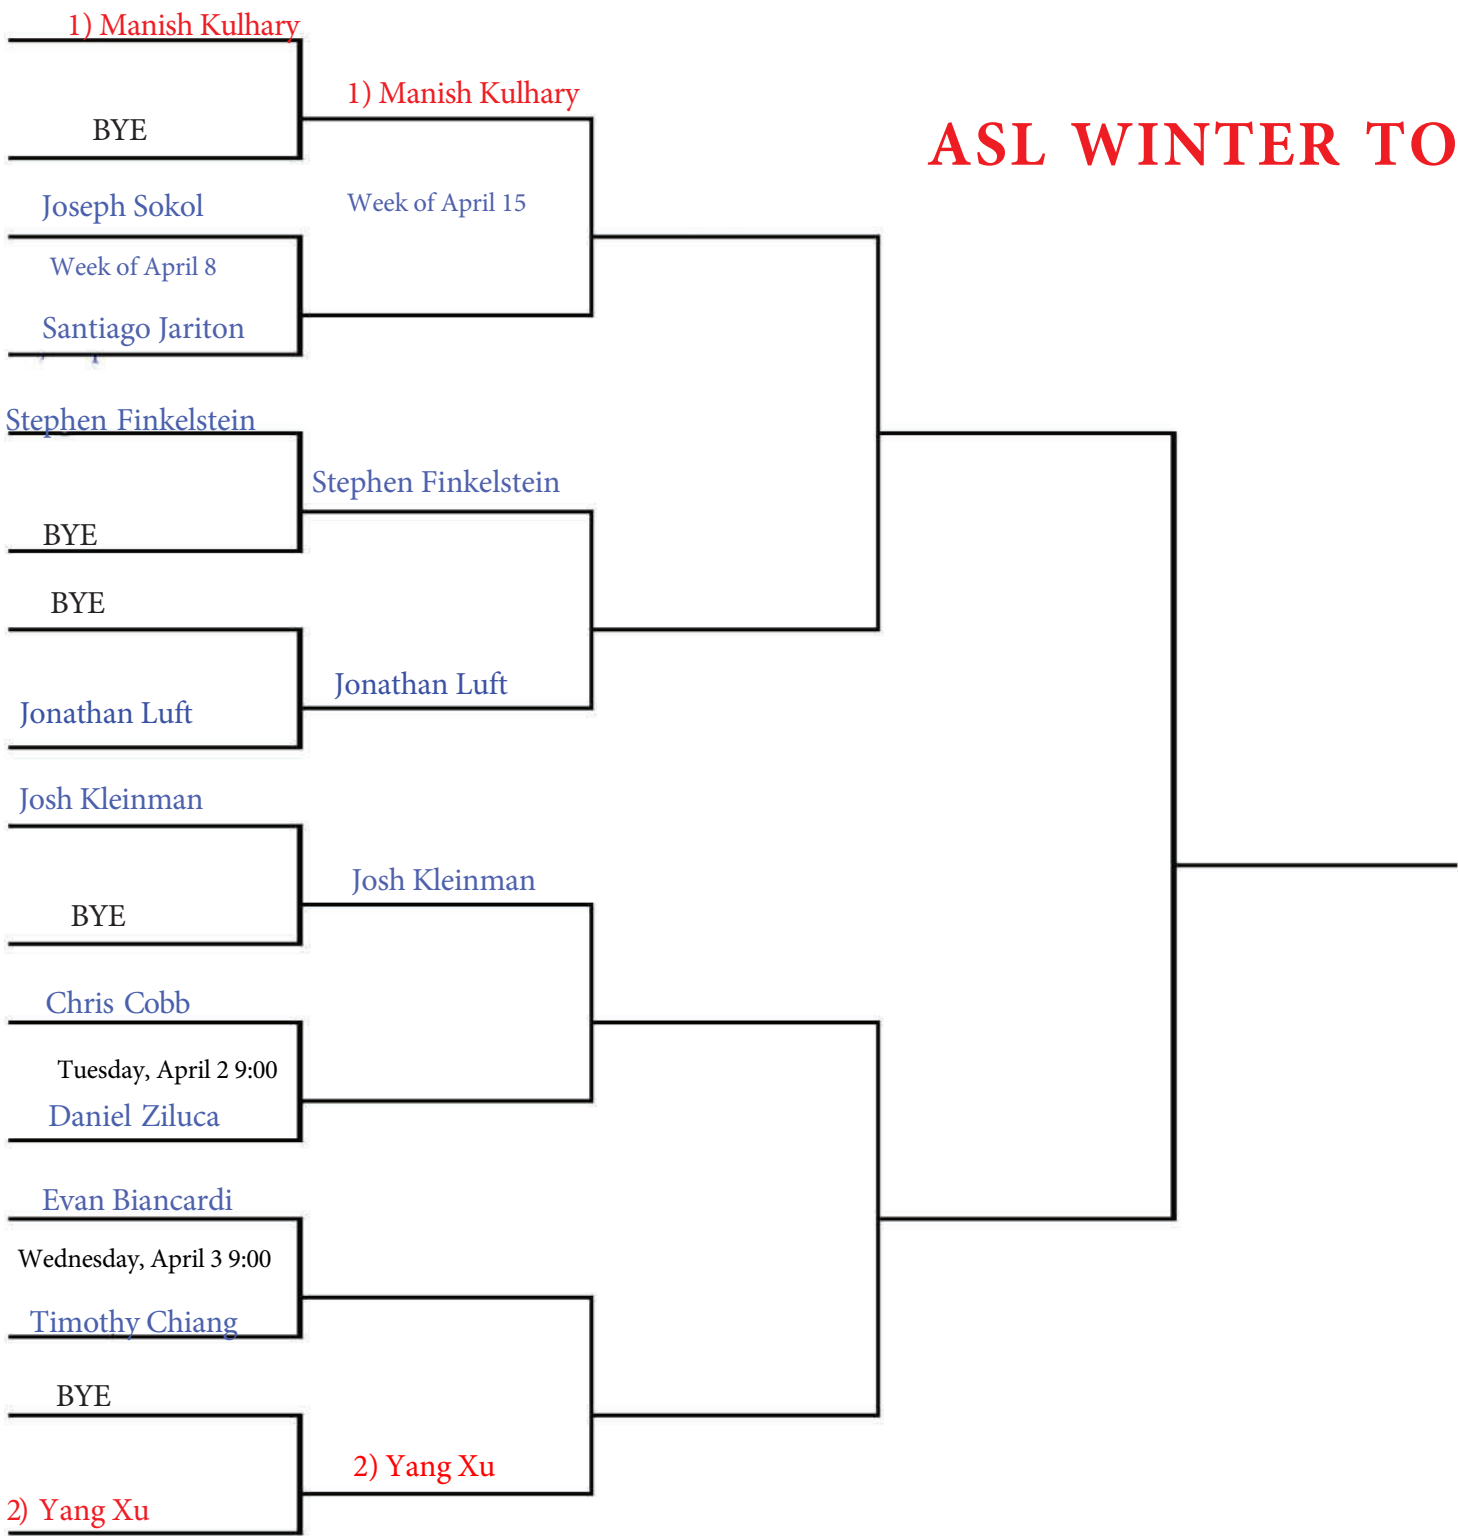 1) Manish Kulhary
1) Manish Kulhary
BYE
ASL WINTER TO
Joseph Sokol
Week of April 15
Week of April 8
Santiago Jariton
Stephen Finkelstein
Stephen Finkelstein
BYE
BYE
Jonathan Luft
Jonathan Luft
Josh Kleinman
Josh Kleinman
BYE
Chris Cobb
Tuesday, April 2 9:00
Daniel Ziluca
Evan Biancardi
Wednesday, April 3 9:00
Timothy Chiang
BYE
2) Yang Xu
2) Yang Xu